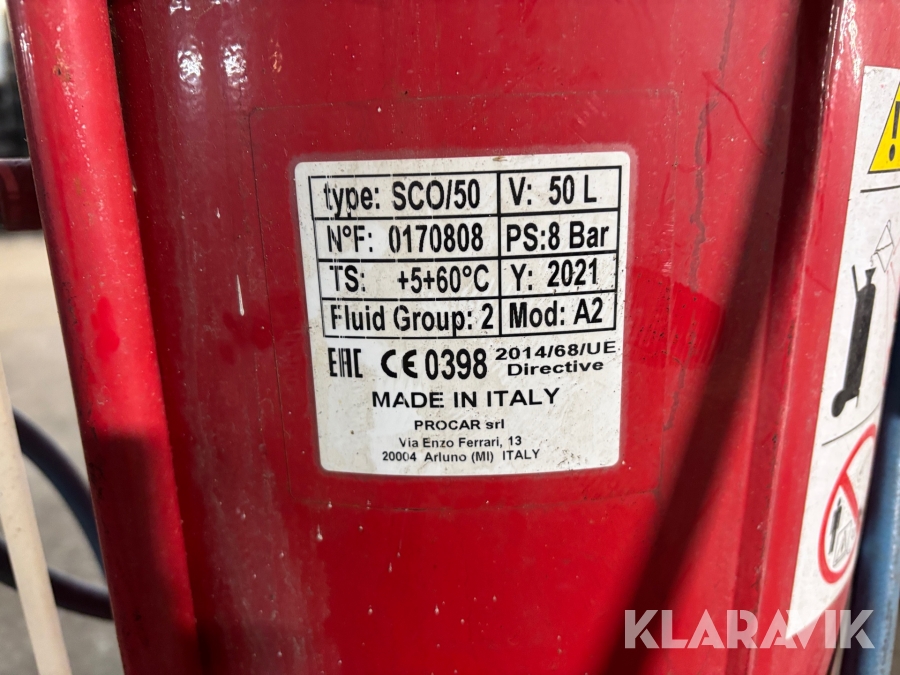 type: SCO/50 V: 50 L
N°F: 0170808 PS:8 Bar
TS: +5+60°C Y: 2021
Fluid Group: 2 Mod: A2
EAC CE 0398 2014/68/UE
Directive
MADE IN ITALY
PROCAR srl
Via Enzo Ferrari, 13
20004 Arluno (MI) ITALY
KLARAVIK